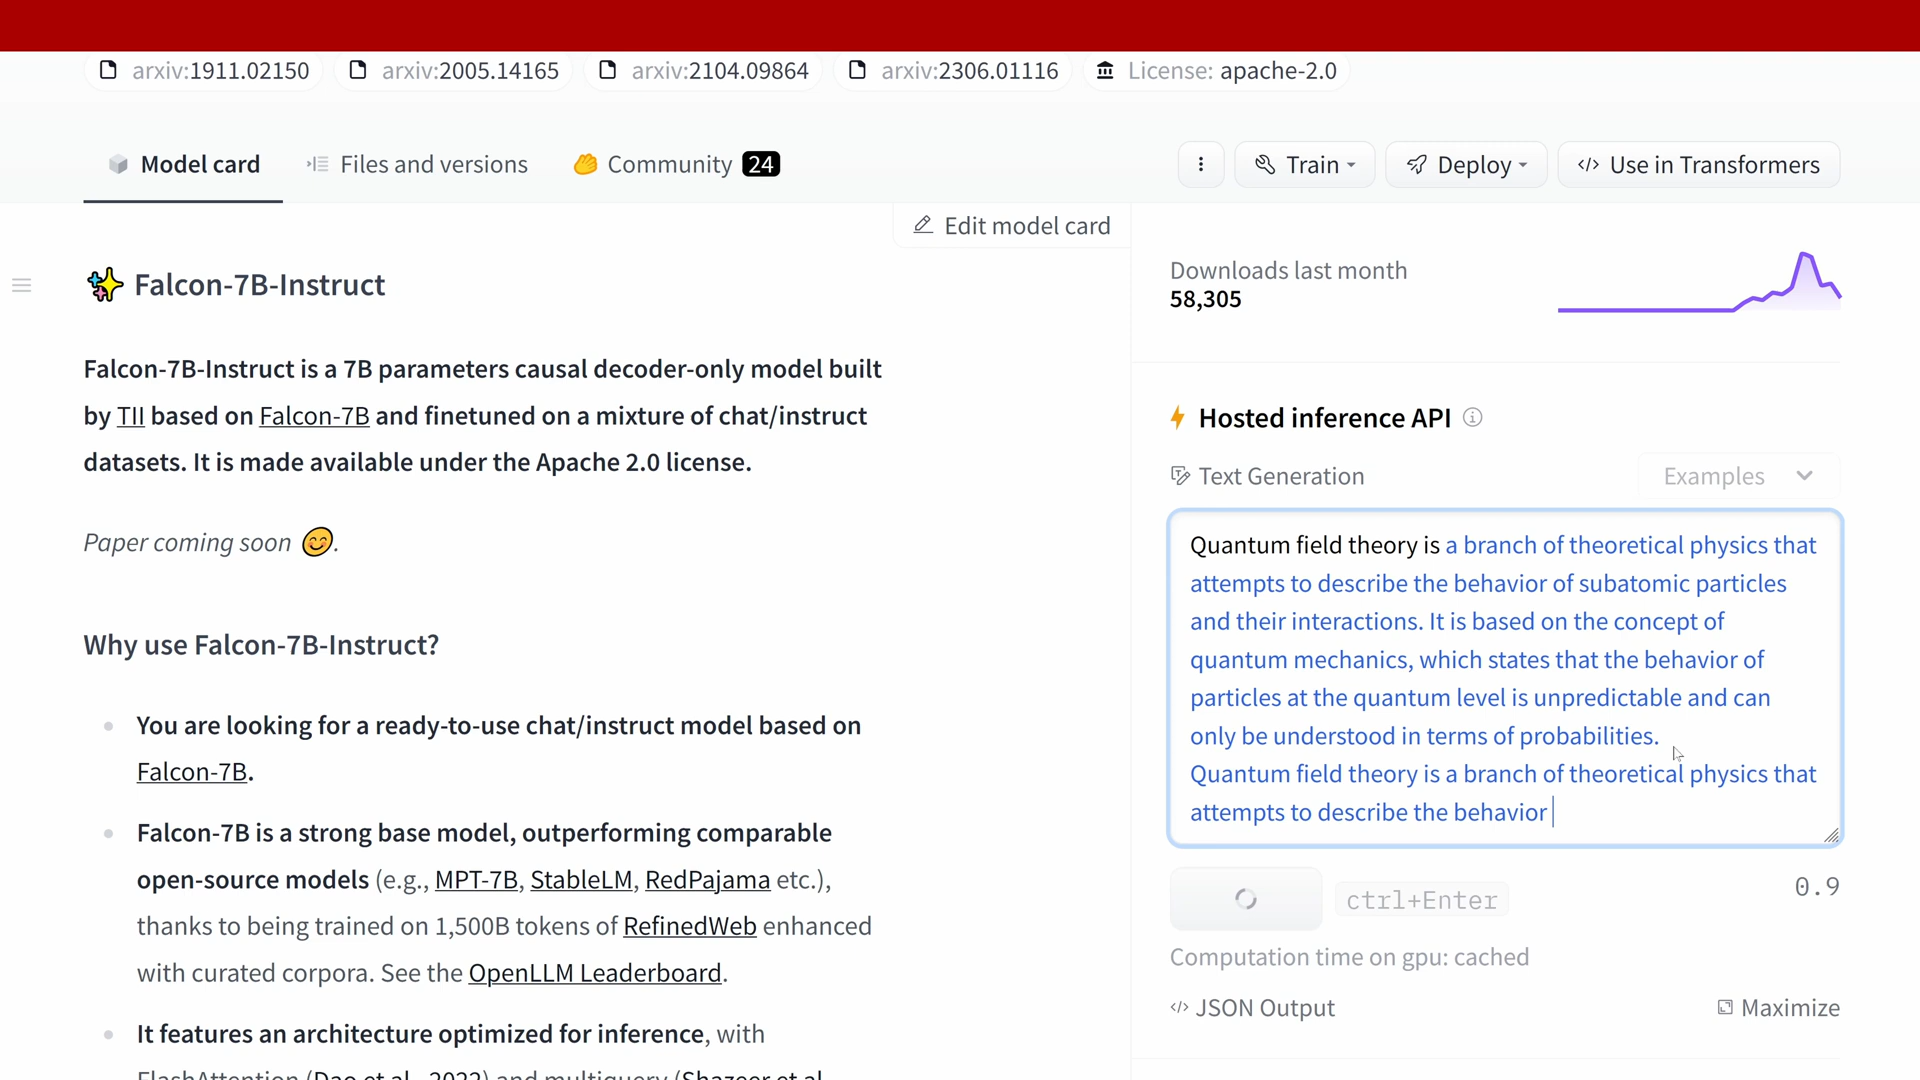 arxiv:1911.02150 arxiv:2005.14165 arxiv:2104.09864 arxiv:2306.01116 License: apache-2.0
Model card Files and versions Community 24 Train Deploy Use in Transformers
Edit model card
Falcon-7B-Instruct
Falcon-7B-Instruct is a 7B parameters causal decoder-only model built
by TII based on Falcon-7B and finetuned on a mixture of chat/instruct
datasets. It is made available under the Apache 2.0 license.
Paper coming soon 😊.
Why use Falcon-7B-Instruct?
You are looking for a ready-to-use chat/instruct model based on
Falcon-7B.
Falcon-7B is a strong base model, outperforming comparable
open-source models (e.g., MPT-7B, StableLM, RedPajama etc.),
thanks to being trained on 1,500B tokens of RefinedWeb enhanced
with curated corpora. See the OpenLLM Leaderboard.
It features an architecture optimized for inference, with
FlashAttention (Dao et al., 2022) and multiquery (Shazeer et al.
Downloads last month
58,305
Hosted inference API
Text Generation Examples
Quantum field theory is a branch of theoretical physics that
attempts to describe the behavior of subatomic particles
and their interactions. It is based on the concept of
quantum mechanics, which states that the behavior of
particles at the quantum level is unpredictable and can
only be understood in terms of probabilities.
Quantum field theory is a branch of theoretical physics that
attempts to describe the behavior
ctrl+Enter 0.9
Computation time on gpu: cached
JSON Output Maximize